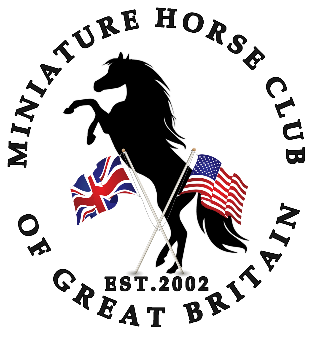 MINIATURE HORSE CLUB
EST.2002
OF GREAT BRITAIN